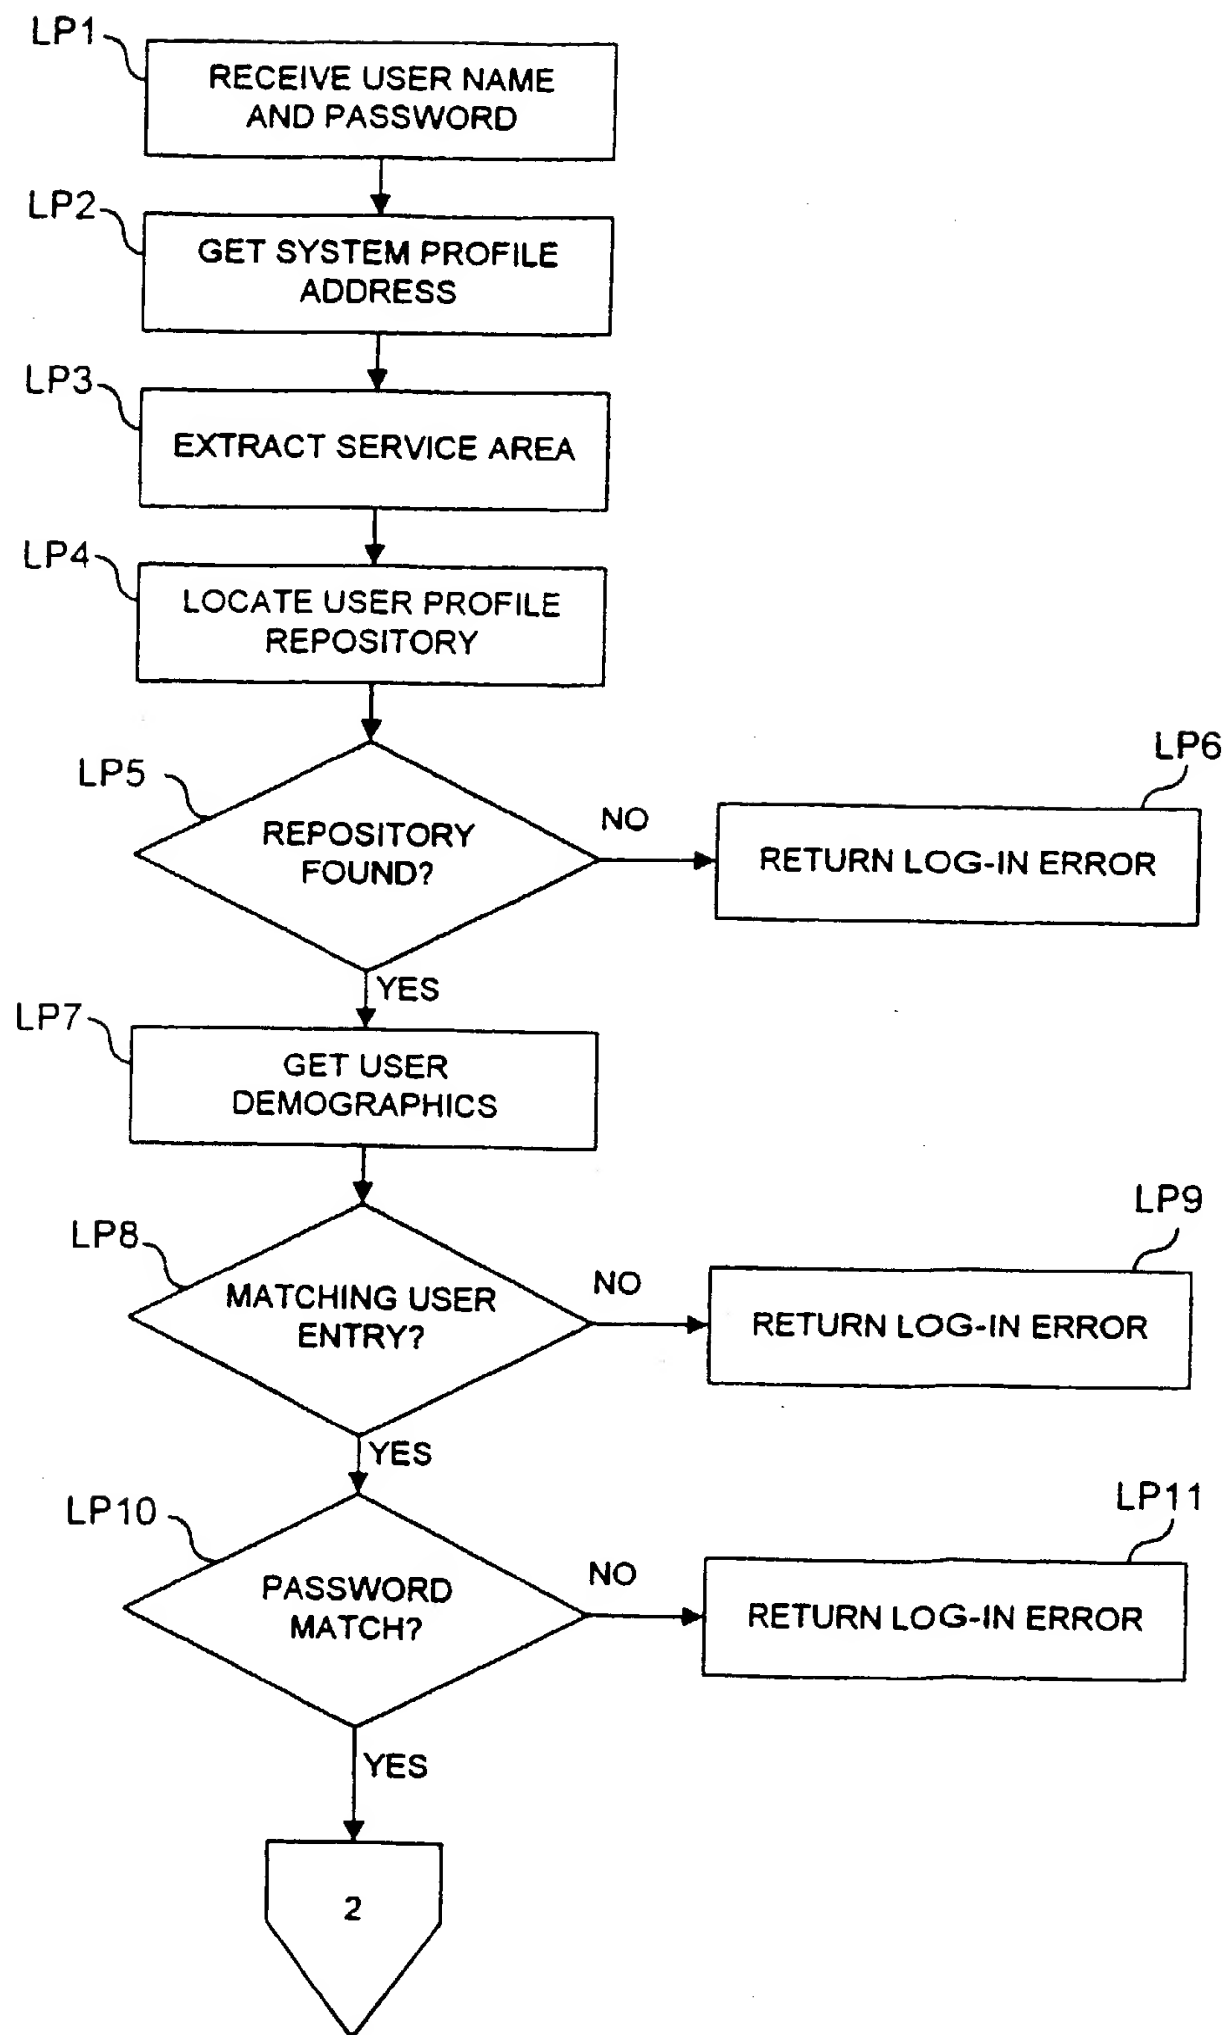 LP1
RECEIVE USER NAME
AND PASSWORD
LP2
GET SYSTEM PROFILE
ADDRESS
LP3
EXTRACT SERVICE AREA
LP4
LOCATE USER PROFILE
REPOSITORY
LP5
REPOSITORY
FOUND?
NO
LP6
RETURN LOG-IN ERROR
YES
LP7
GET USER
DEMOGRAPHICS
LP8
MATCHING USER
ENTRY?
NO
LP9
RETURN LOG-IN ERROR
YES
LP10
PASSWORD
MATCH?
NO
LP11
RETURN LOG-IN ERROR
YES
2